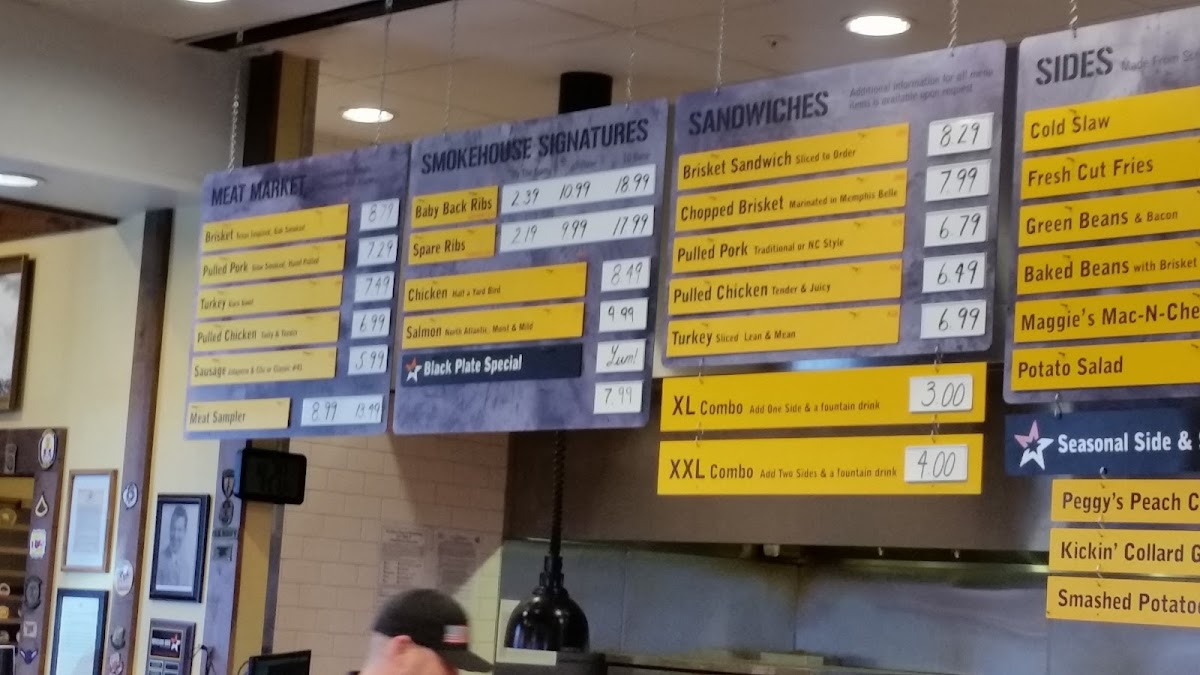 MEAT MARKET
Brisket 8.79
Pulled Pork 7.29
Turkey 7.49
Pulled Chicken 6.99
Sausage 5.99
Meat Sampler 8.99 13.49
SMOKEHOUSE SIGNATURES
Baby Back Ribs 2.39 10.99 18.99
Spare Ribs 2.19 9.99 17.99
Chicken Half a Yard Bird 8.49
Salmon North Atlantic, Moist & Mild 9.99
Black Plate Special Yum!
7.99
SANDWICHES
Additional information for all menu
items is available upon request
Brisket Sandwich Sliced to Order 8.29
Chopped Brisket Marinated in Memphis Belle 7.99
Pulled Pork Traditional or NC Style 6.79
Pulled Chicken Tender & Juicy 6.49
Turkey Sliced Lean & Mean 6.99
XL Combo Add One Side & a fountain drink 3.00
XXL Combo Add Two Sides & a fountain drink 4.00
SIDES Made From
Cold Slaw
Fresh Cut Fries
Green Beans & Bacon
Baked Beans with Brisket
Maggie's Mac-N-Che
Potato Salad
Seasonal Side &
Peggy's Peach C
Kickin' Collard G
Smashed Potato